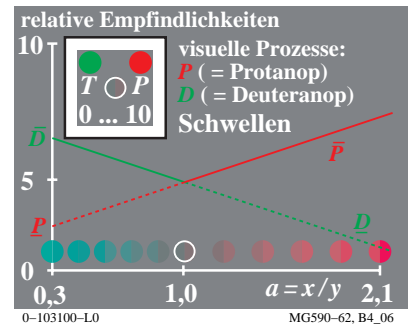 relative Empfindlichkeiten
10
visuelle Prozesse:
P ( = Protanop)
D ( = Deuteranop)
Schwellen
T P
0 ... 10
D̄
P̄
5
P̲
D̲
0
0,3
1,0
a = x / y
2,1
0–103100–L0
MG590–62, B4_06